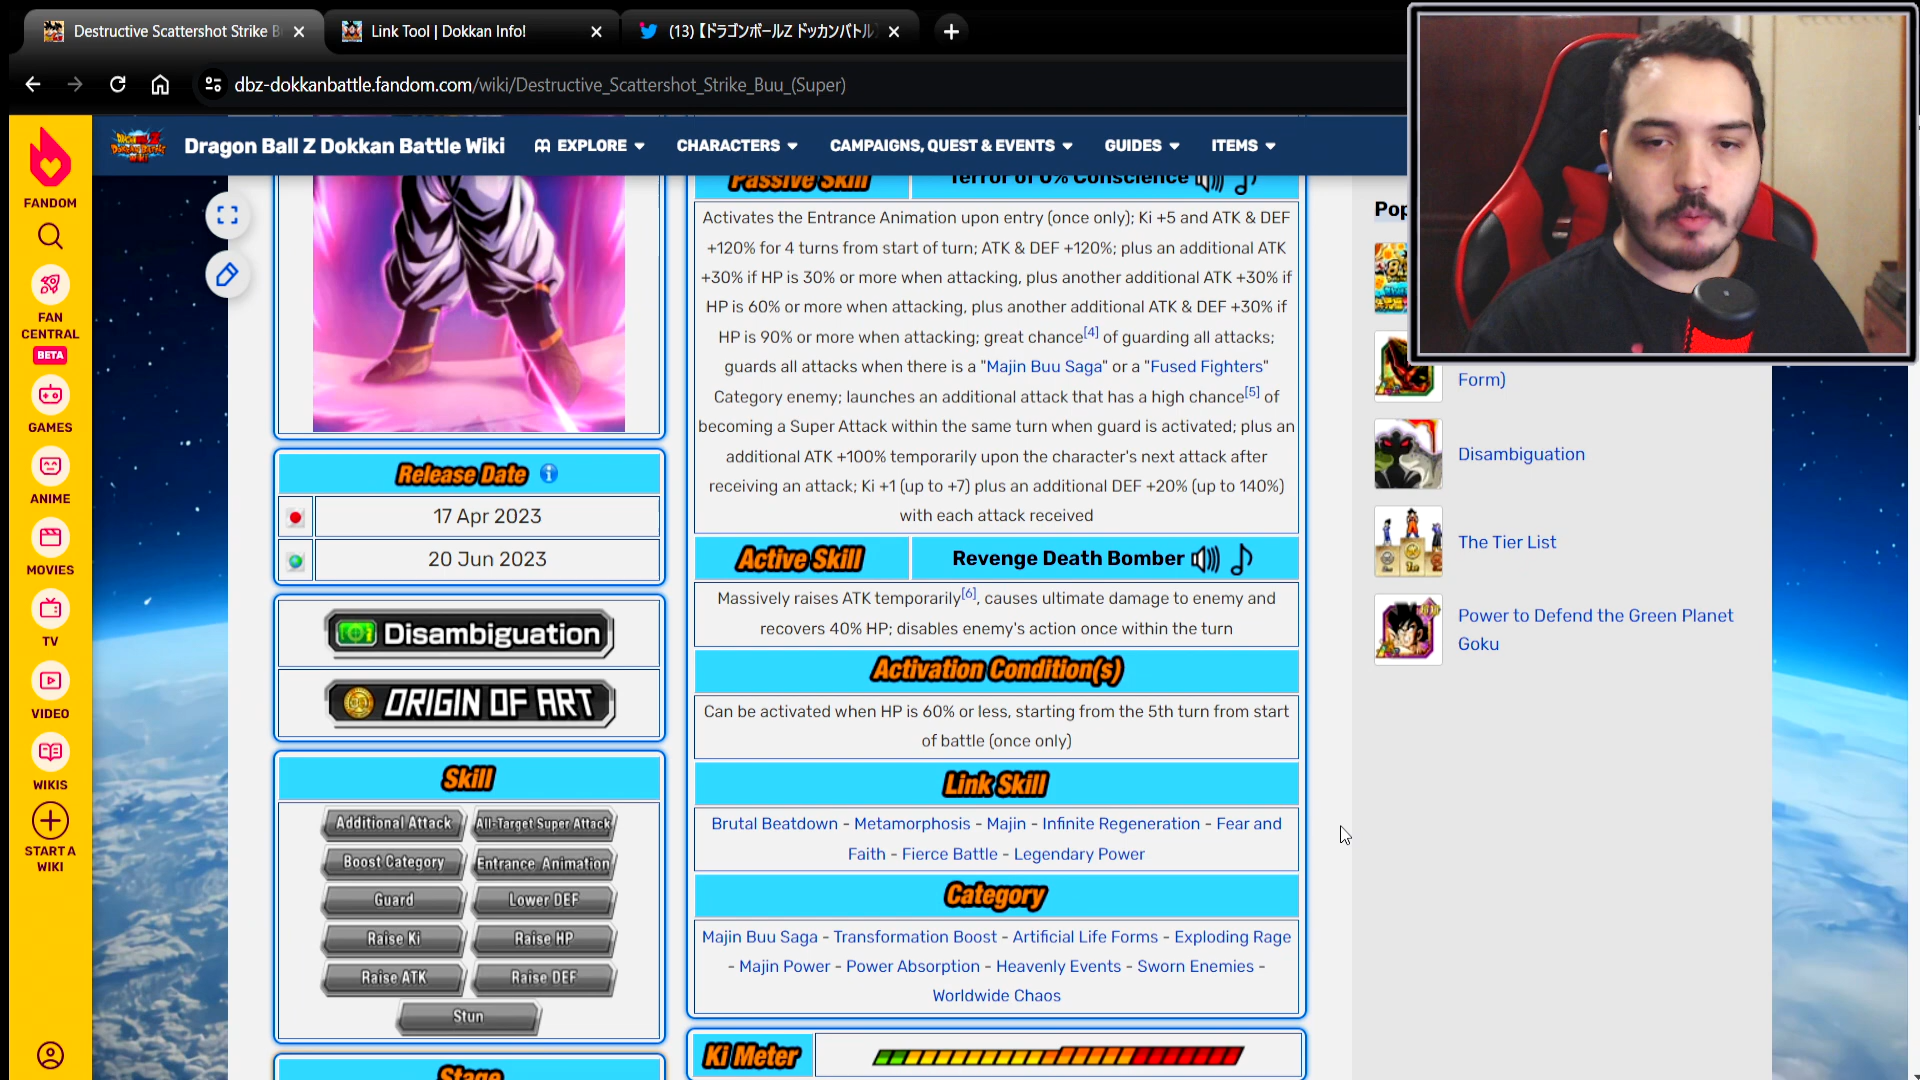 Destructive Scattershot Strike B
Link Tool | Dokkan Info!
(13)【ドラゴンボールZ ドッカンバトル
dbz-dokkanbattle.fandom.com/wiki/Destructive_Scattershot_Strike_Buu_(Super)
Dragon Ball Z Dokkan Battle Wiki
EXPLORE
CHARACTERS
CAMPAIGNS, QUEST & EVENTS
GUIDES
ITEMS
FANDOM
FAN
CENTRAL
BETA
GAMES
ANIME
MOVIES
TV
VIDEO
WIKIS
START A
WIKI
Release Date
17 Apr 2023
20 Jun 2023
Disambiguation
ORIGIN OF ART
Skill
Additional Attack
All-Target Super Attack
Boost Category
Entrance Animation
Guard
Lower DEF
Raise Ki
Raise HP
Raise ATK
Raise DEF
Stun
Stage
Passive Skill
Terror of 0% Conscience
Activates the Entrance Animation upon entry (once only); Ki +5 and ATK & DEF
+120% for 4 turns from start of turn; ATK & DEF +120%; plus an additional ATK
+30% if HP is 30% or more when attacking, plus another additional ATK +30% if
HP is 60% or more when attacking, plus another additional ATK & DEF +30% if
HP is 90% or more when attacking; great chance[4] of guarding all attacks;
guards all attacks when there is a "Majin Buu Saga" or a "Fused Fighters"
Category enemy; launches an additional attack that has a high chance[5] of
becoming a Super Attack within the same turn when guard is activated; plus an
additional ATK +100% temporarily upon the character's next attack after
receiving an attack; Ki +1 (up to +7) plus an additional DEF +20% (up to 140%)
with each attack received
Active Skill
Revenge Death Bomber
Massively raises ATK temporarily[6], causes ultimate damage to enemy and
recovers 40% HP; disables enemy's action once within the turn
Activation Condition(s)
Can be activated when HP is 60% or less, starting from the 5th turn from start
of battle (once only)
Link Skill
Brutal Beatdown - Metamorphosis - Majin - Infinite Regeneration - Fear and
Faith - Fierce Battle - Legendary Power
Category
Majin Buu Saga - Transformation Boost - Artificial Life Forms - Exploding Rage
- Majin Power - Power Absorption - Heavenly Events - Sworn Enemies -
Worldwide Chaos
Ki Meter
Pop
Form)
Disambiguation
The Tier List
Power to Defend the Green Planet
Goku